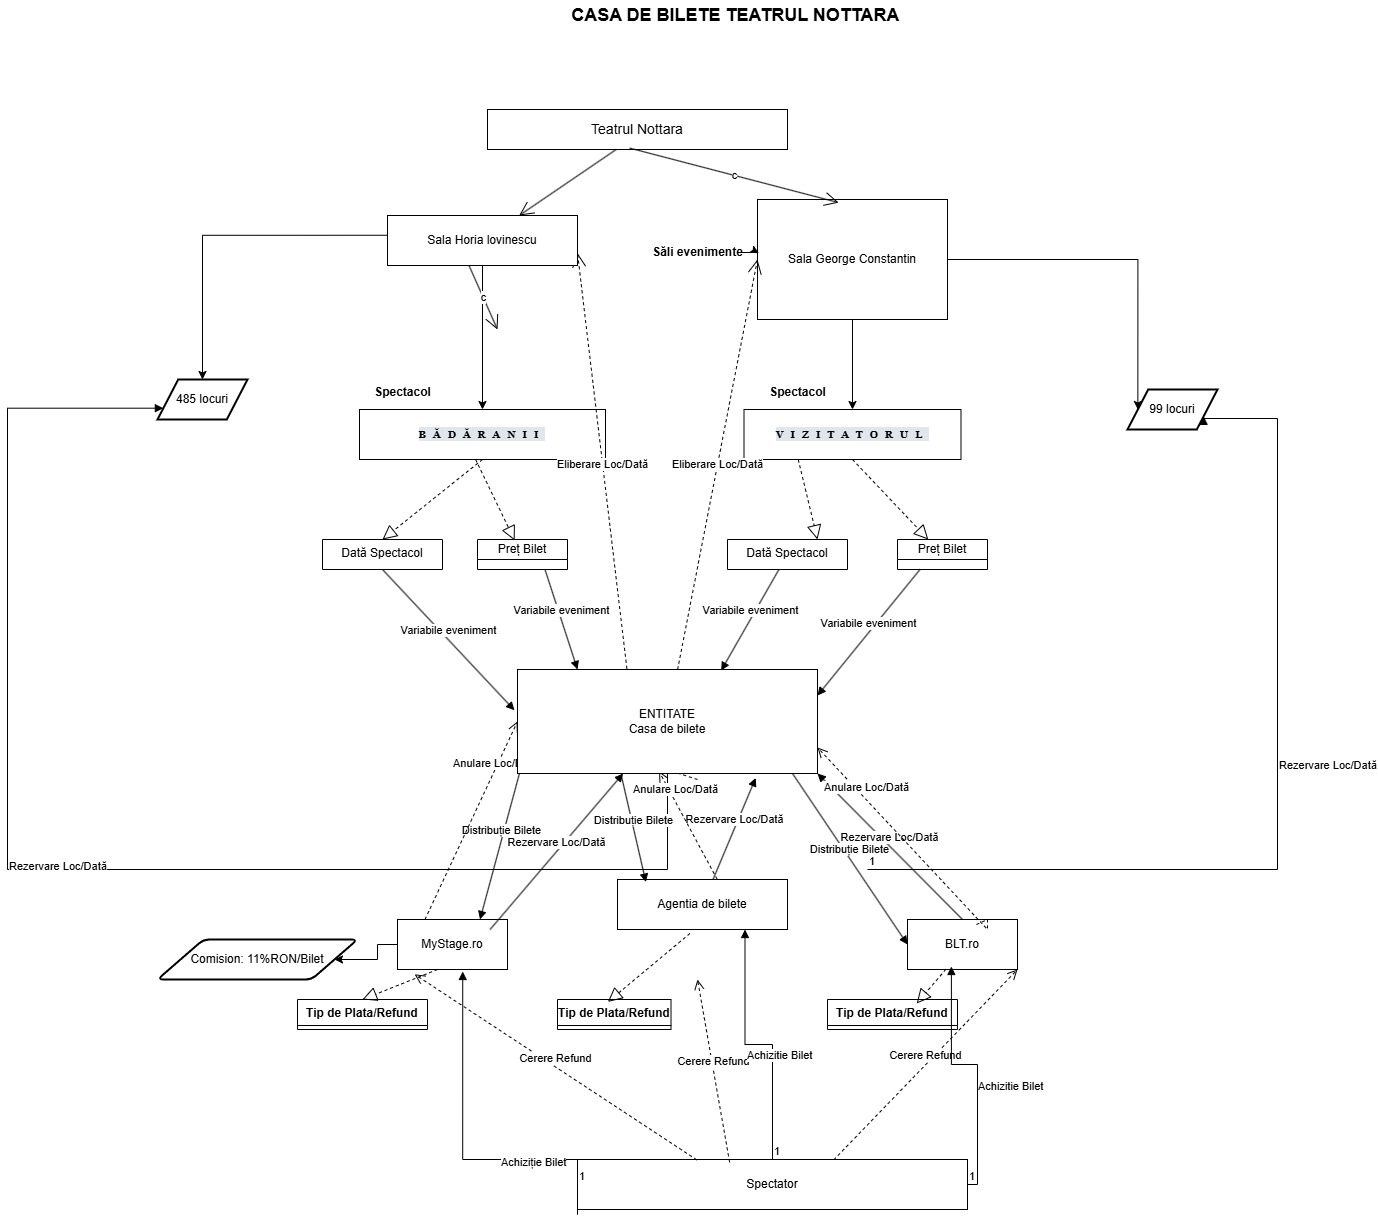 CASA DE BILETE TEATRUL NOTTARA
Teatrul Nottara
c
Sala Horia Iovinescu
Săli evenimente
Sala George Constantin
c
485 locuri
99 locuri
Spectacol
Spectacol
BĂDĂRANII
VIZITATORUL
Eliberare Loc/Dată
Eliberare Loc/Dată
Dată Spectacol
Preț Bilet
Dată Spectacol
Preț Bilet
Variabile eveniment
Variabile eveniment
Variabile eveniment
Variabile eveniment
ENTITATE
Casa de bilete
Anulare Loc/
Rezervare Loc/Dată
Anulare Loc/Dată
Anulare Loc/Dată
Distributie Bilete
Rezervare Loc/Dată
Distribuție Bilete
Rezervare Loc/Dată
Rezervare Loc/Dată
Distribuție Bilete
1
Rezervare Loc/Dată
Agentia de bilete
MyStage.ro
BLT.ro
Comision: 11%RON/Bilet
Tip de Plata/Refund
Tip de Plata/Refund
Tip de Plata/Refund
Cerere Refund
Cerere Refund
Achizitie Bilet
Cerere Refund
Achizitie Bilet
Achiziție Bilet
1
1
1
Spectator